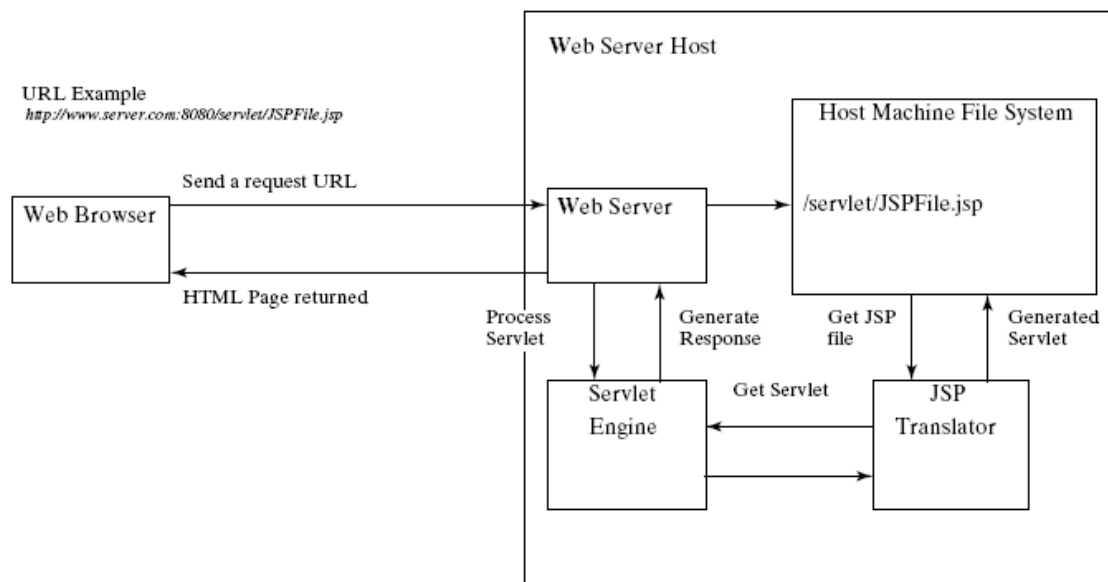 Web Server Host
URL Example
http://www.server.com:8080/servlet/JSPFile.jsp
Host Machine File System
Send a request URL
Web Browser
Web Server
/servlet/JSPFile.jsp
HTML Page returned
Process
Servlet
Generate
Response
Get JSP
file
Generated
Servlet
Servlet
Engine
Get Servlet
JSP
Translator